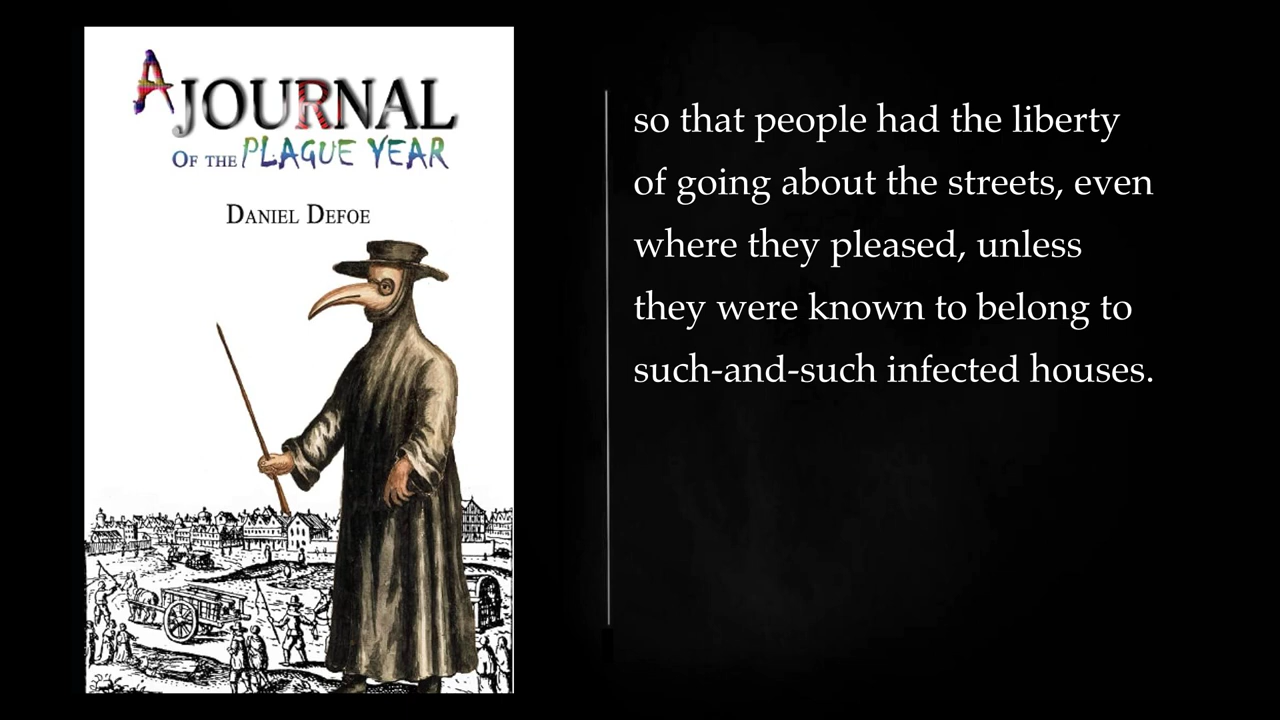 A JOURNAL
OF THE PLAGUE YEAR
DANIEL DEFOE
so that people had the liberty
of going about the streets, even
where they pleased, unless
they were known to belong to
such-and-such infected houses.